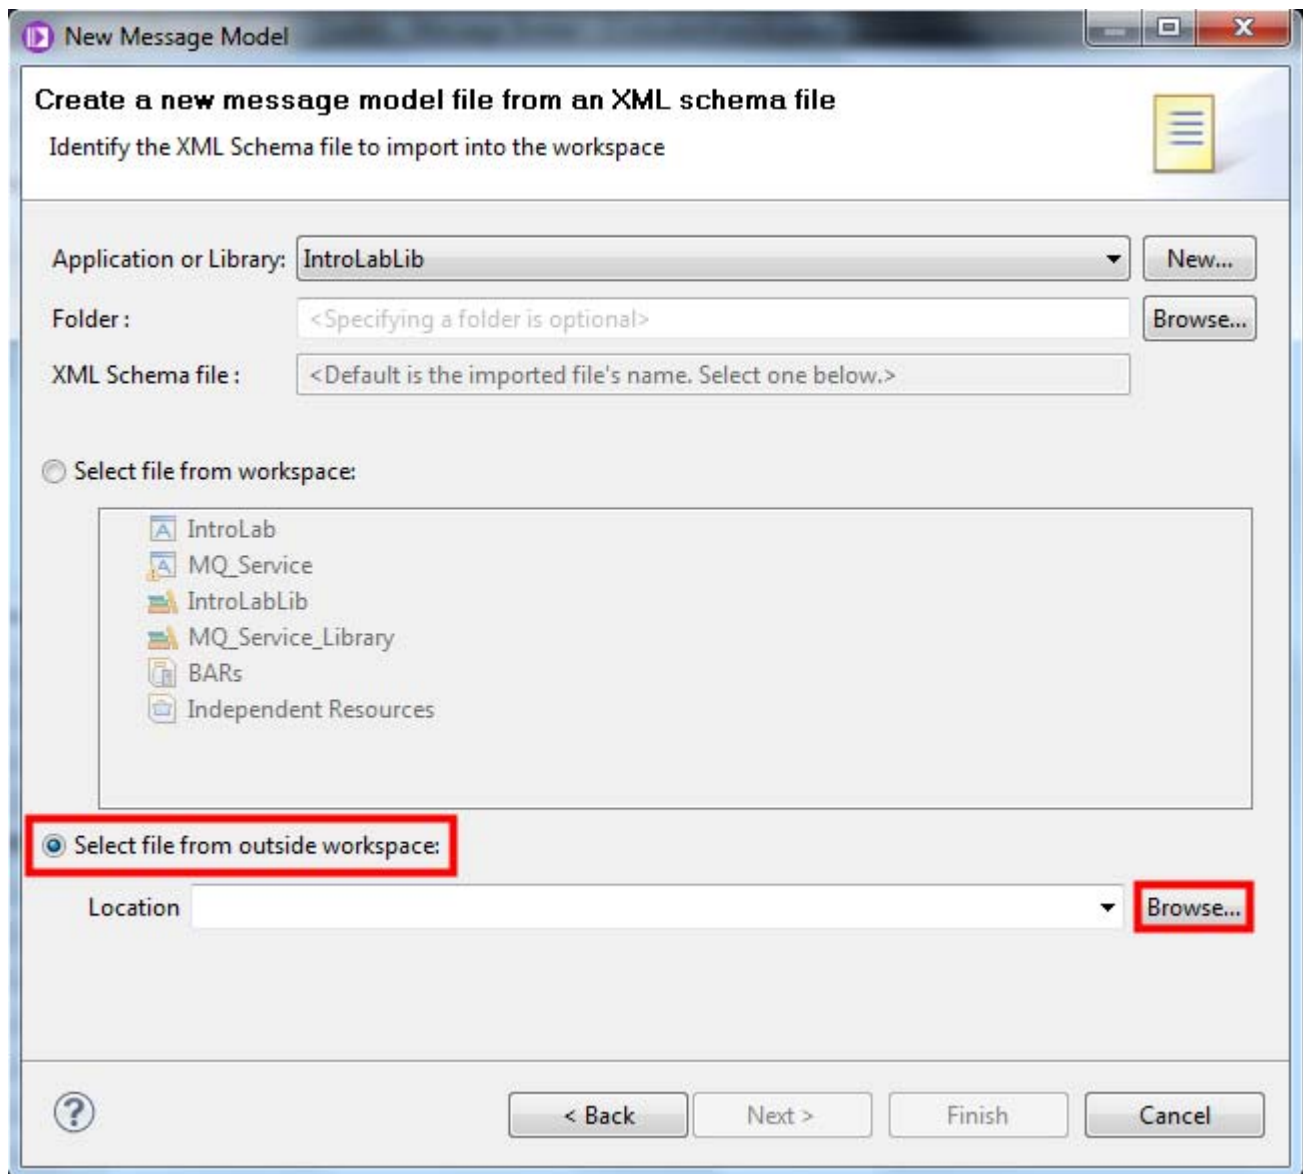 New Message Model
Create a new message model file from an XML schema file
Identify the XML Schema file to import into the workspace
Application or Library: IntroLabLib New...
Folder : <Specifying a folder is optional> Browse...
XML Schema file : <Default is the imported file's name. Select one below.>
Select file from workspace:
IntroLab
MQ_Service
IntroLabLib
MQ_Service_Library
BARs
Independent Resources
Select file from outside workspace:
Location Browse...
? < Back Next > Finish Cancel